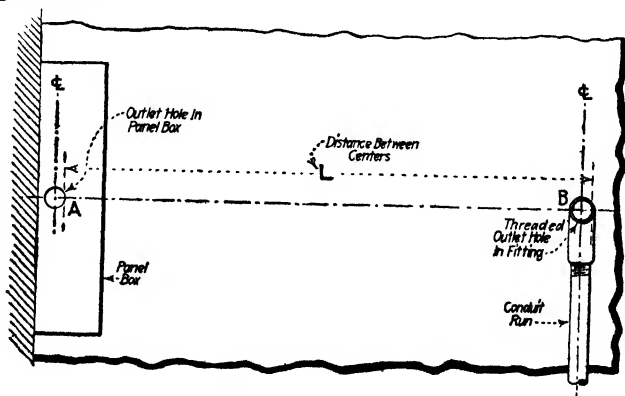 ℄
℄
Outlet Hole In
Panel Box
Distance Between
Centers
A
L
A
B
Threaded
Outlet Hole
In Fitting
Panel
Box
Conduit
Run